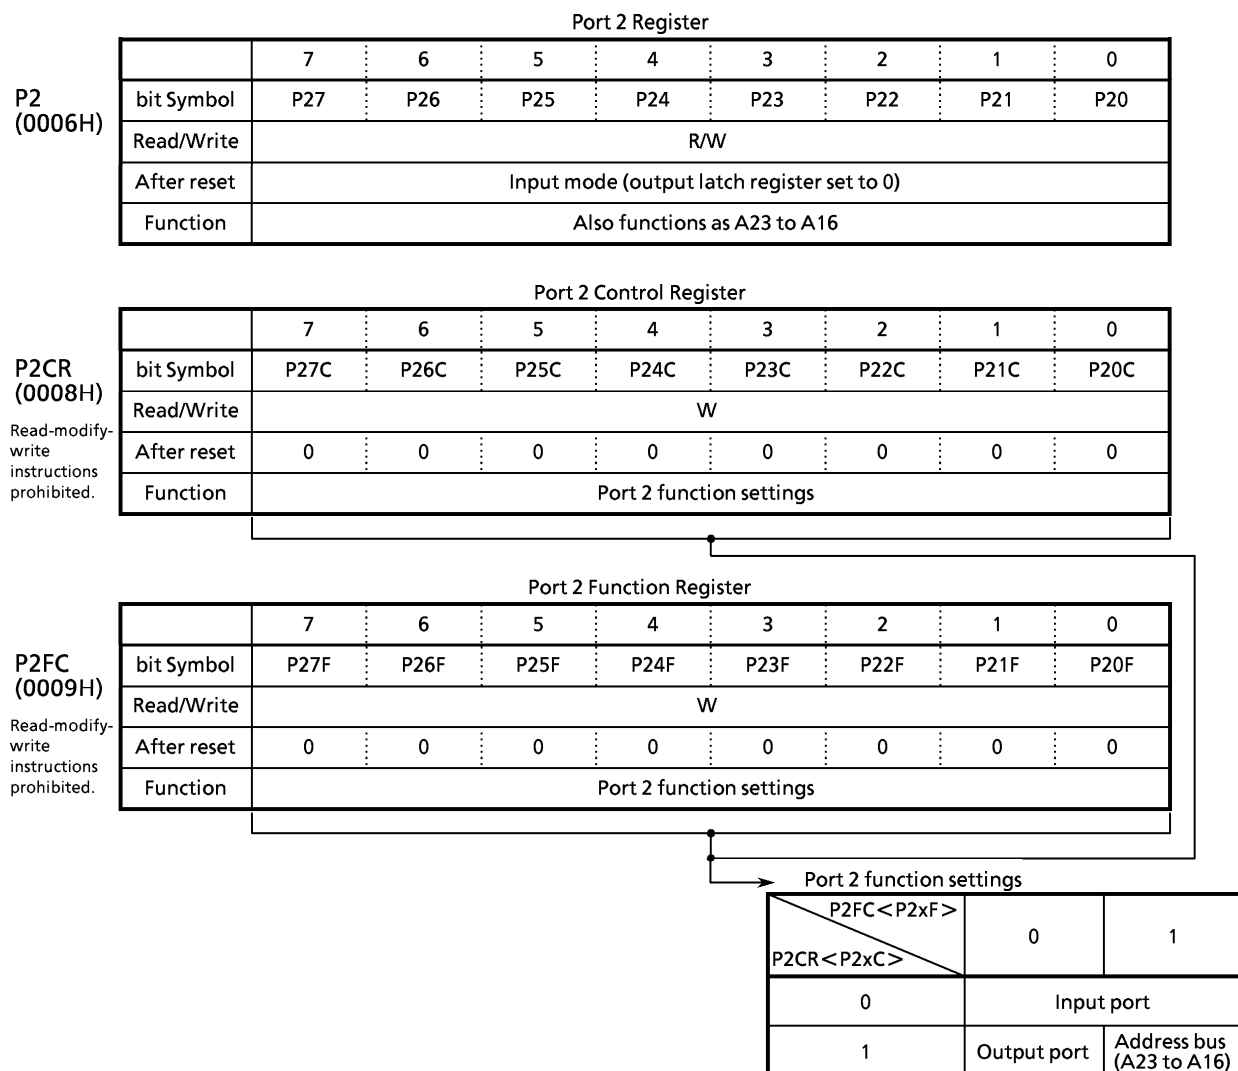 Port 2 Register
7 6 5 4 3 2 1 0
P2
(0006H)
bit Symbol P27 P26 P25 P24 P23 P22 P21 P20
Read/Write R/W
After reset Input mode (output latch register set to 0)
Function Also functions as A23 to A16
Port 2 Control Register
7 6 5 4 3 2 1 0
P2CR
(0008H)
Read-modify-
write
instructions
prohibited.
bit Symbol P27C P26C P25C P24C P23C P22C P21C P20C
Read/Write W
After reset 0 0 0 0 0 0 0 0
Function Port 2 function settings
Port 2 Function Register
7 6 5 4 3 2 1 0
P2FC
(0009H)
Read-modify-
write
instructions
prohibited.
bit Symbol P27F P26F P25F P24F P23F P22F P21F P20F
Read/Write W
After reset 0 0 0 0 0 0 0 0
Function Port 2 function settings
Port 2 function settings
P2FC<P2xF> 0 1
P2CR<P2xC>
0 Input port
1 Output port Address bus
(A23 to A16)